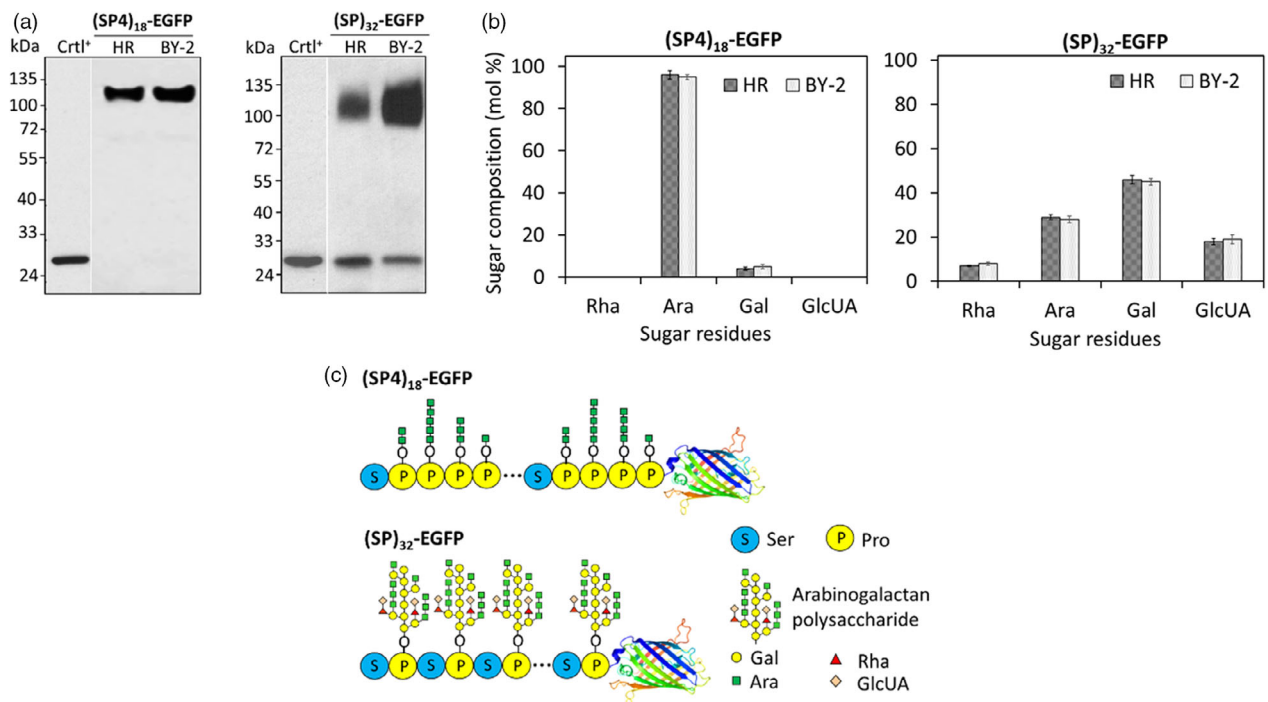 (a)
(SP4)18-EGFP
kDa Crtl+ HR BY-2
135
100
72
55
40
33
24
(SP)32-EGFP
kDa Crtl+ HR BY-2
135
100
72
55
40
33
24
(b)
(SP4)18-EGFP
HR BY-2
Sugar composition (mol %)
100
80
60
40
20
0
Rha Ara Gal GlcUA
Sugar residues
(SP)32-EGFP
HR BY-2
100
80
60
40
20
0
Rha Ara Gal GlcUA
Sugar residues
(c)
(SP4)18-EGFP
O O O O O O O O
S P P P P ··· S P P P P
(SP)32-EGFP
O O O O
S P S P S P ··· S P
S Ser P Pro
Arabinogalactan
polysaccharide
Gal Rha
Ara GlcUA